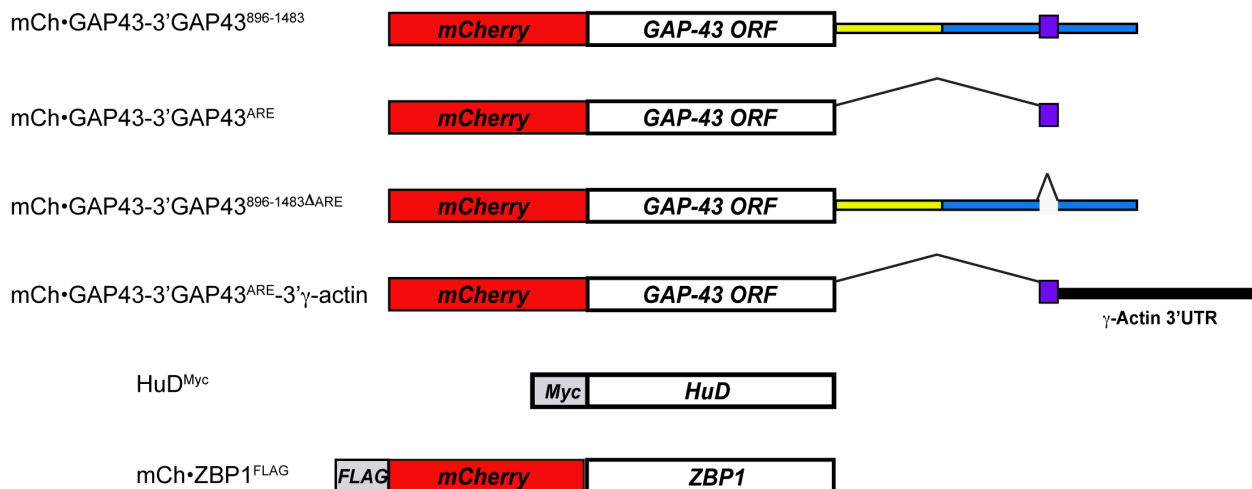 mCh•GAP43-3’GAP43⁸⁹⁶⁻¹⁴⁸³ mCherry GAP-43 ORF
mCh•GAP43-3’GAP43ᴬᴿᴱ mCherry GAP-43 ORF
mCh•GAP43-3’GAP43⁸⁹⁶⁻¹⁴⁸³ΔARE mCherry GAP-43 ORF
mCh•GAP43-3’GAP43ᴬᴿᴱ-3’γ-actin mCherry GAP-43 ORF
γ-Actin 3’UTR
HuDMyc Myc HuD
mCh•ZBP1FLAG FLAG mCherry ZBP1